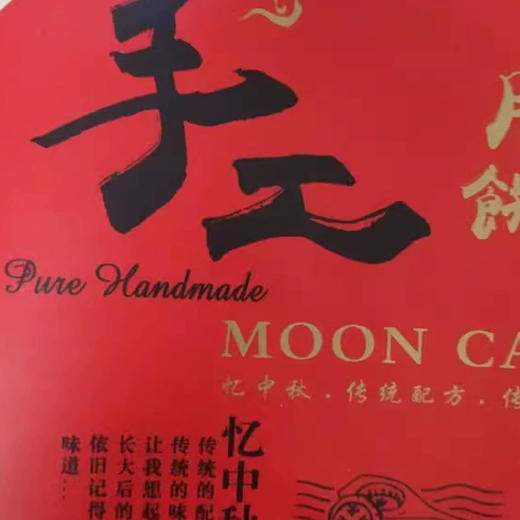 手工
月
餅
Pure Handmade
MOON CA
忆中秋.传统配方.传
忆中秋
传统的配
传统的味
让我想起
长大后的
依旧记得
味道...